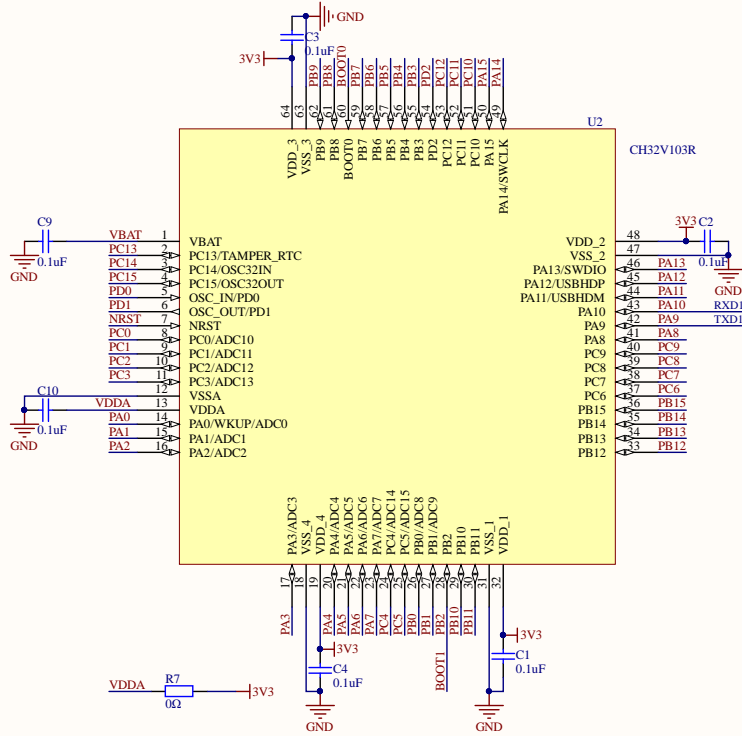 GND
C3
0.1uF
3V3
PB9
PB8
BOOT0
PB7
PB6
PB5
PB4
PB3
PD2
PC12
PC11
PC10
PA15
PA14
64
63
62
61
60
59
58
57
56
55
54
53
52
51
50
49
U2
CH32V103R
VDD_3
VSS_3
PB9
PB8
BOOT0
PB7
PB6
PB5
PB4
PB3
PD2
PC12
PC11
PC10
PA15
PA14/SWCLK
C9
0.1uF
GND
VBAT 1 VBAT
PC13 2 PC13/TAMPER_RTC
PC14 3 PC14/OSC32IN
PC15 4 PC15/OSC32OUT
PD0 5 OSC_IN/PD0
PD1 6 OSC_OUT/PD1
NRST 7 NRST
PC0 8 PC0/ADC10
PC1 9 PC1/ADC11
PC2 10 PC2/ADC12
PC3 11 PC3/ADC13
12 VSSA
C10
VDDA 13 VDDA
0.1uF
GND
PA0 14 PA0/WKUP/ADC0
PA1 15 PA1/ADC1
PA2 16 PA2/ADC2
3V3
C2
0.1uF
GND
VDD_2 48
VSS_2 47
PA13/SWDIO 46 PA13
PA12/USBHDP 45 PA12
PA11/USBHDM 44 PA11
PA10 43 PA10 RXD1
PA9 42 PA9 TXD1
PA8 41 PA8
PC9 40 PC9
PC8 39 PC8
PC7 38 PC7
PC6 37 PC6
PB15 36 PB15
PB14 35 PB14
PB13 34 PB13
PB12 33 PB12
PA3/ADC3
VSS_4
VDD_4
PA4/ADC4
PA5/ADC5
PA6/ADC6
PA7/ADC7
PC4/ADC14
PC5/ADC15
PB0/ADC8
PB1/ADC9
PB2
PB10
PB11
VSS_1
VDD_1
17
18
19
20
21
22
23
24
25
26
27
28
29
30
31
32
PA3
PA4
PA5
PA6
PA7
PC4
PC5
PB0
PB1
PB2
PB10
PB11
BOOT1
3V3
C4
0.1uF
GND
3V3
C1
0.1uF
GND
VDDA
R7
0Ω
3V3